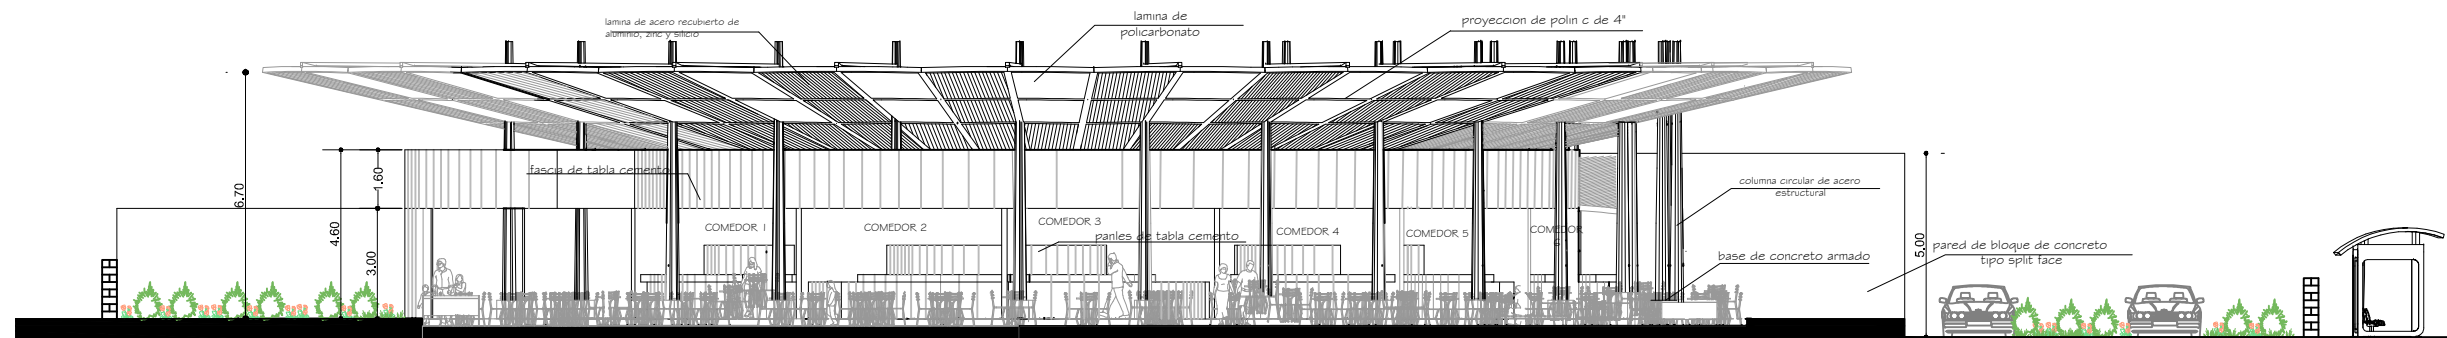 lamina de acero recubierto de
aluminio, zinc y silicio
lamina de
policarbonato
proyeccion de polin c de 4"
fascia de tabla cemento
columna circular de acero
estructural
COMEDOR 1
COMEDOR 2
COMEDOR 3
COMEDOR 4
COMEDOR 5
COMEDOR
6
panles de tabla cemento
base de concreto armado
pared de bloque de concreto
tipo split face
6.70
4.60
1.60
3.00
5.00